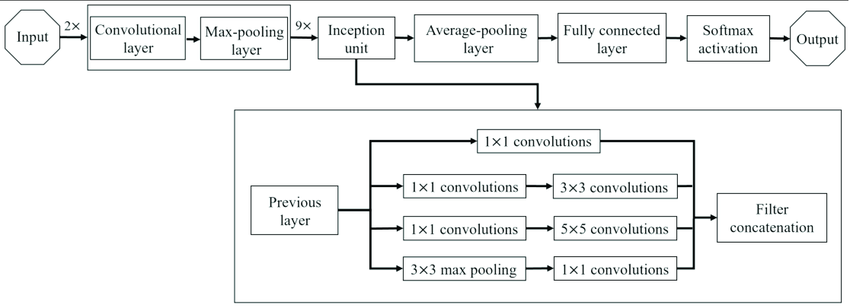 Input
2×
Convolutional
layer
Max-pooling
layer
9×
Inception
unit
Average-pooling
layer
Fully connected
layer
Softmax
activation
Output
Previous
layer
1×1 convolutions
1×1 convolutions
3×3 convolutions
1×1 convolutions
5×5 convolutions
3×3 max pooling
1×1 convolutions
Filter
concatenation